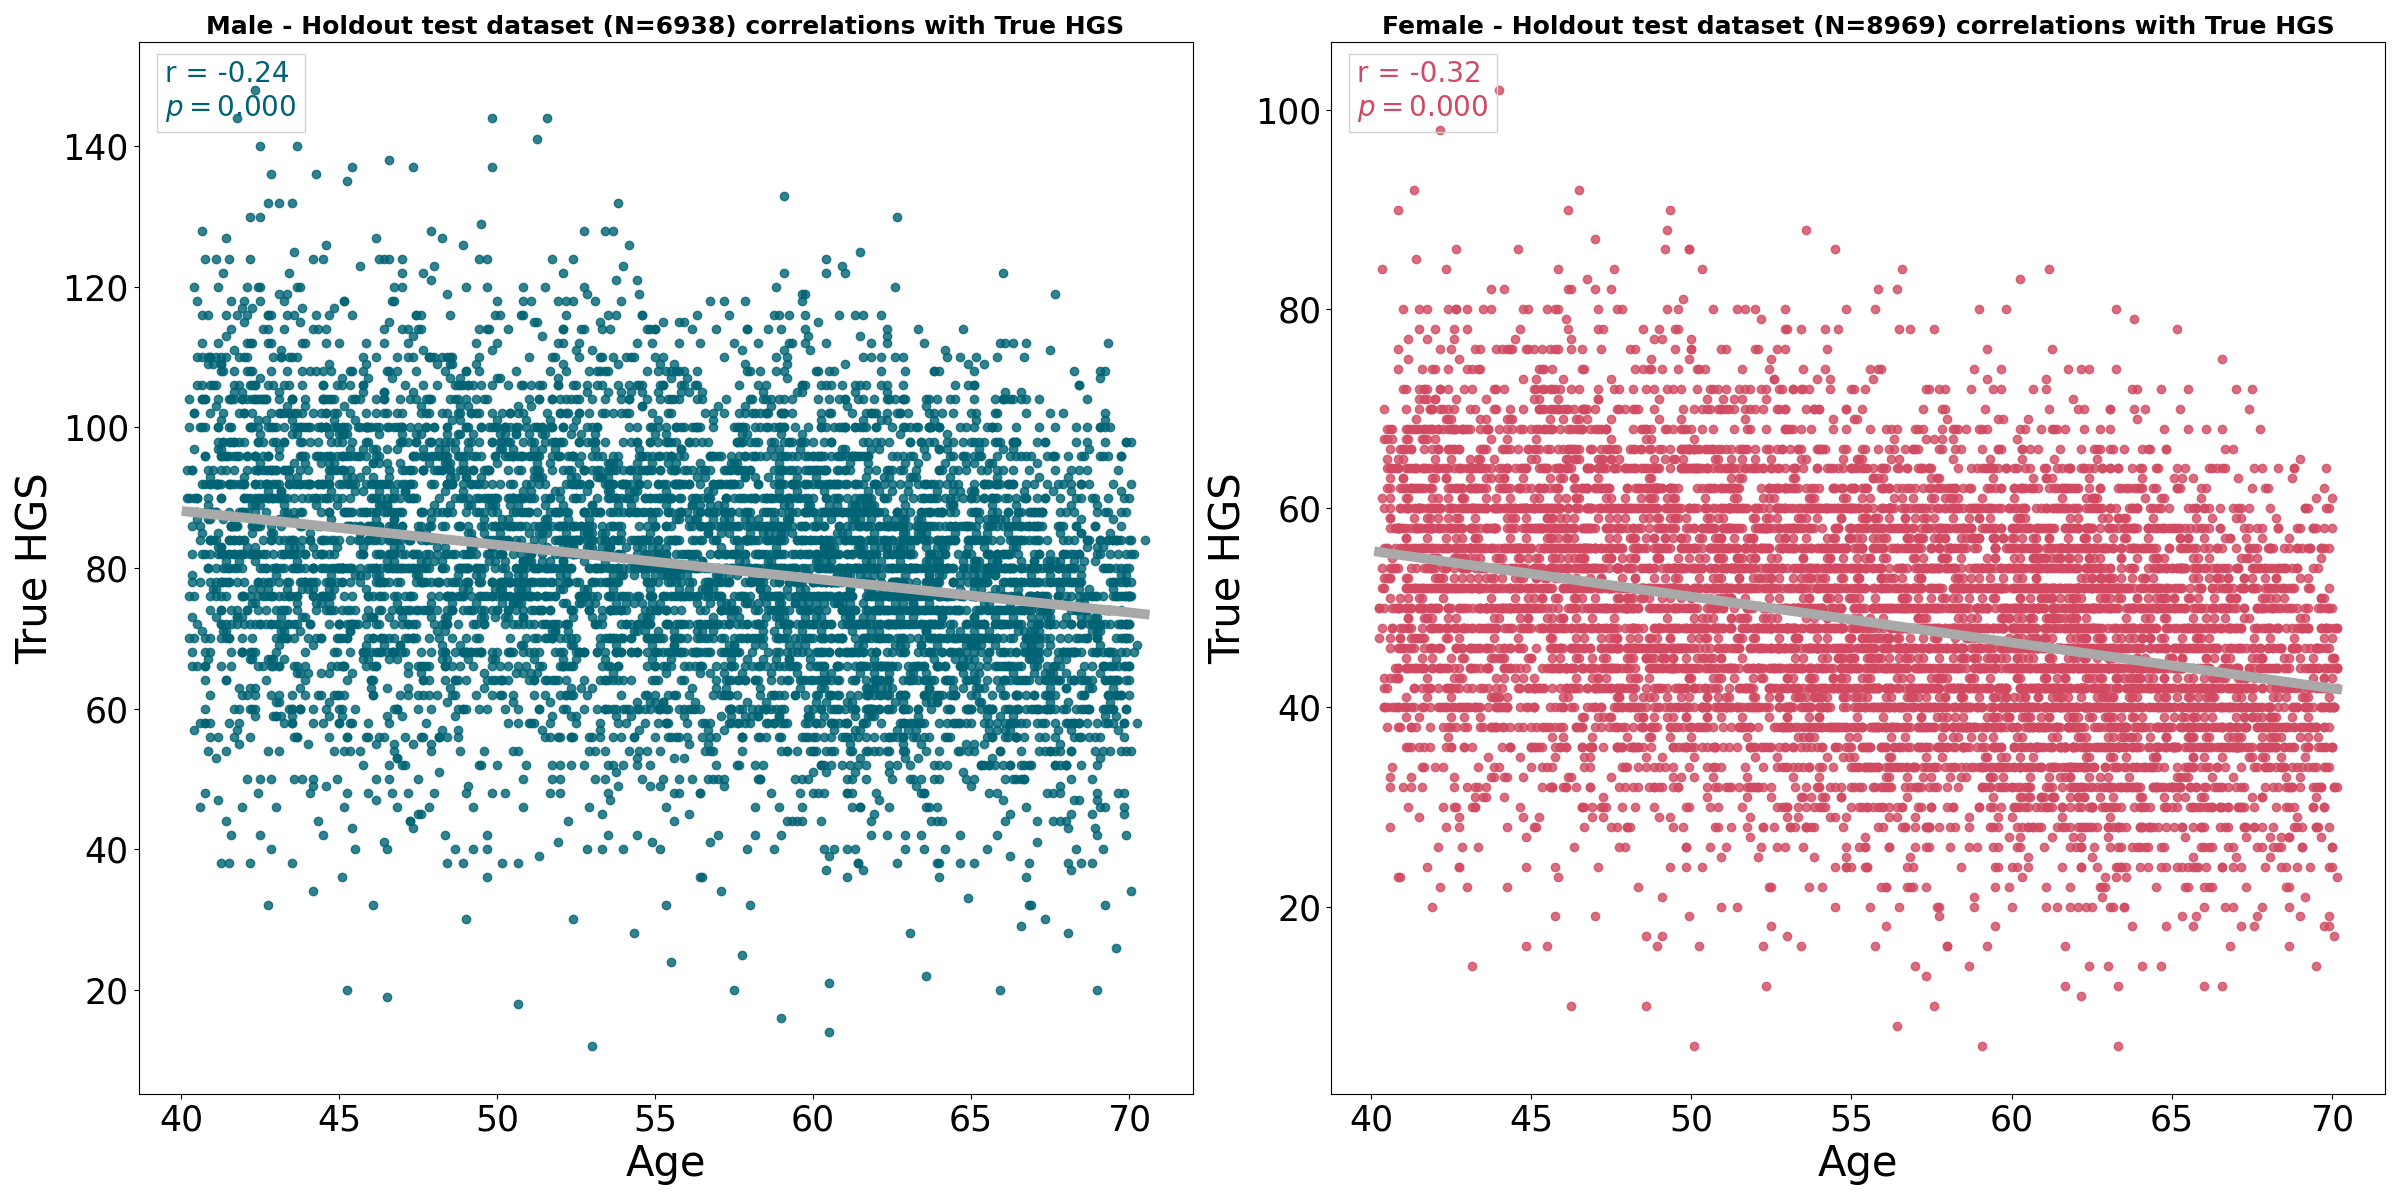 Male - Holdout test dataset (N=6938) correlations with True HGS
r = -0.24
p = 0.000
140
120
100
80
60
40
20
True HGS
40 45 50 55 60 65 70
Age
Female - Holdout test dataset (N=8969) correlations with True HGS
r = -0.32
p = 0.000
100
80
60
40
20
True HGS
40 45 50 55 60 65 70
Age